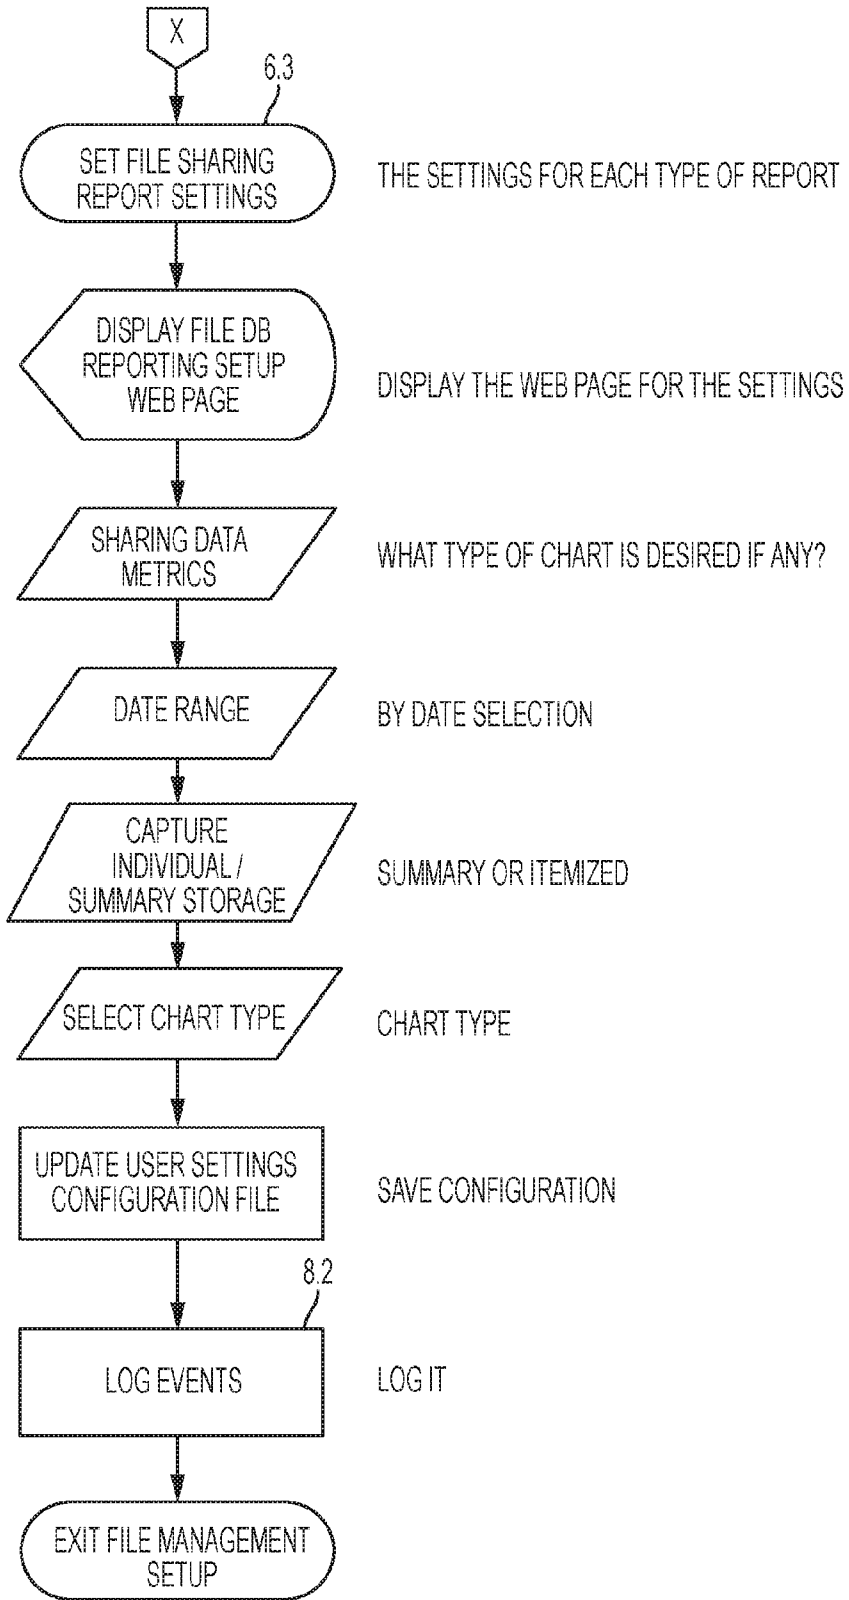 X
6.3
SET FILE SHARING
REPORT SETTINGS
THE SETTINGS FOR EACH TYPE OF REPORT
DISPLAY FILE DB
REPORTING SETUP
WEB PAGE
DISPLAY THE WEB PAGE FOR THE SETTINGS
SHARING DATA
METRICS
WHAT TYPE OF CHART IS DESIRED IF ANY?
DATE RANGE
BY DATE SELECTION
CAPTURE
INDIVIDUAL /
SUMMARY STORAGE
SUMMARY OR ITEMIZED
SELECT CHART TYPE
CHART TYPE
UPDATE USER SETTINGS
CONFIGURATION FILE
SAVE CONFIGURATION
8.2
LOG EVENTS
LOG IT
EXIT FILE MANAGEMENT
SETUP